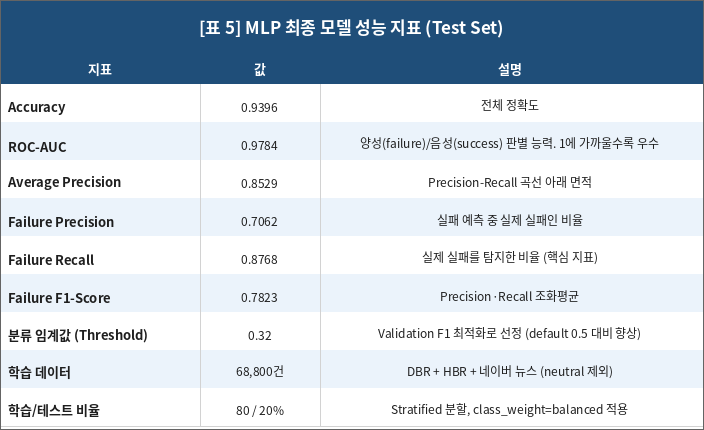 [표 5] MLP 최종 모델 성능 지표 (Test Set)
지표 값 설명
Accuracy 0.9396 전체 정확도
ROC-AUC 0.9784 양성(failure)/음성(success) 판별 능력. 1에 가까울수록 우수
Average Precision 0.8529 Precision-Recall 곡선 아래 면적
Failure Precision 0.7062 실패 예측 중 실제 실패인 비율
Failure Recall 0.8768 실제 실패를 탐지한 비율 (핵심 지표)
Failure F1-Score 0.7823 Precision·Recall 조화평균
분류 임계값 (Threshold) 0.32 Validation F1 최적화로 선정 (default 0.5 대비 향상)
학습 데이터 68,800건 DBR + HBR + 네이버 뉴스 (neutral 제외)
학습/테스트 비율 80 / 20% Stratified 분할, class_weight=balanced 적용